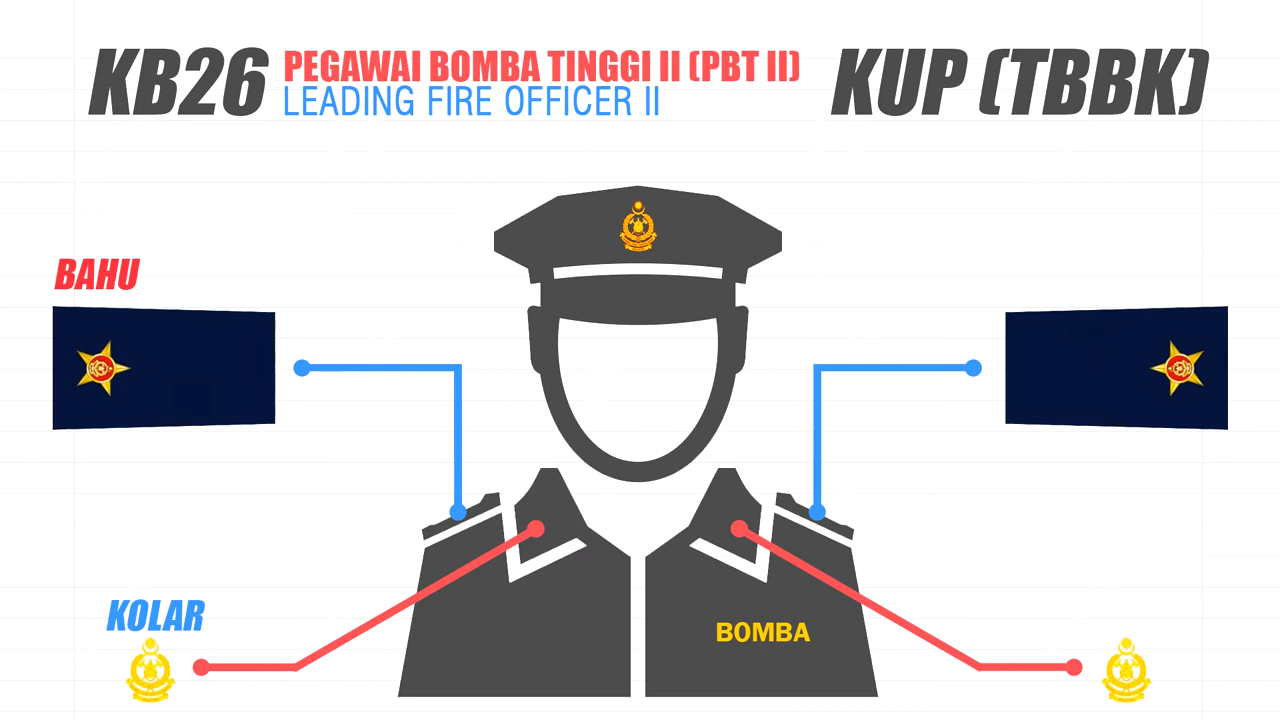 KB26
PEGAWAI BOMBA TINGGI II (PBT II)
LEADING FIRE OFFICER II
KUP (TBBK)
BAHU
KOLAR
BOMBA